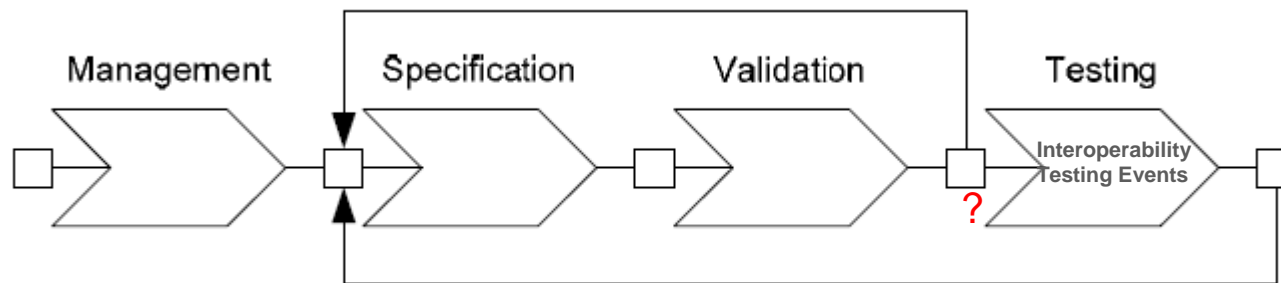 Management
Specification
Validation
Testing
Interoperability
Testing Events
?